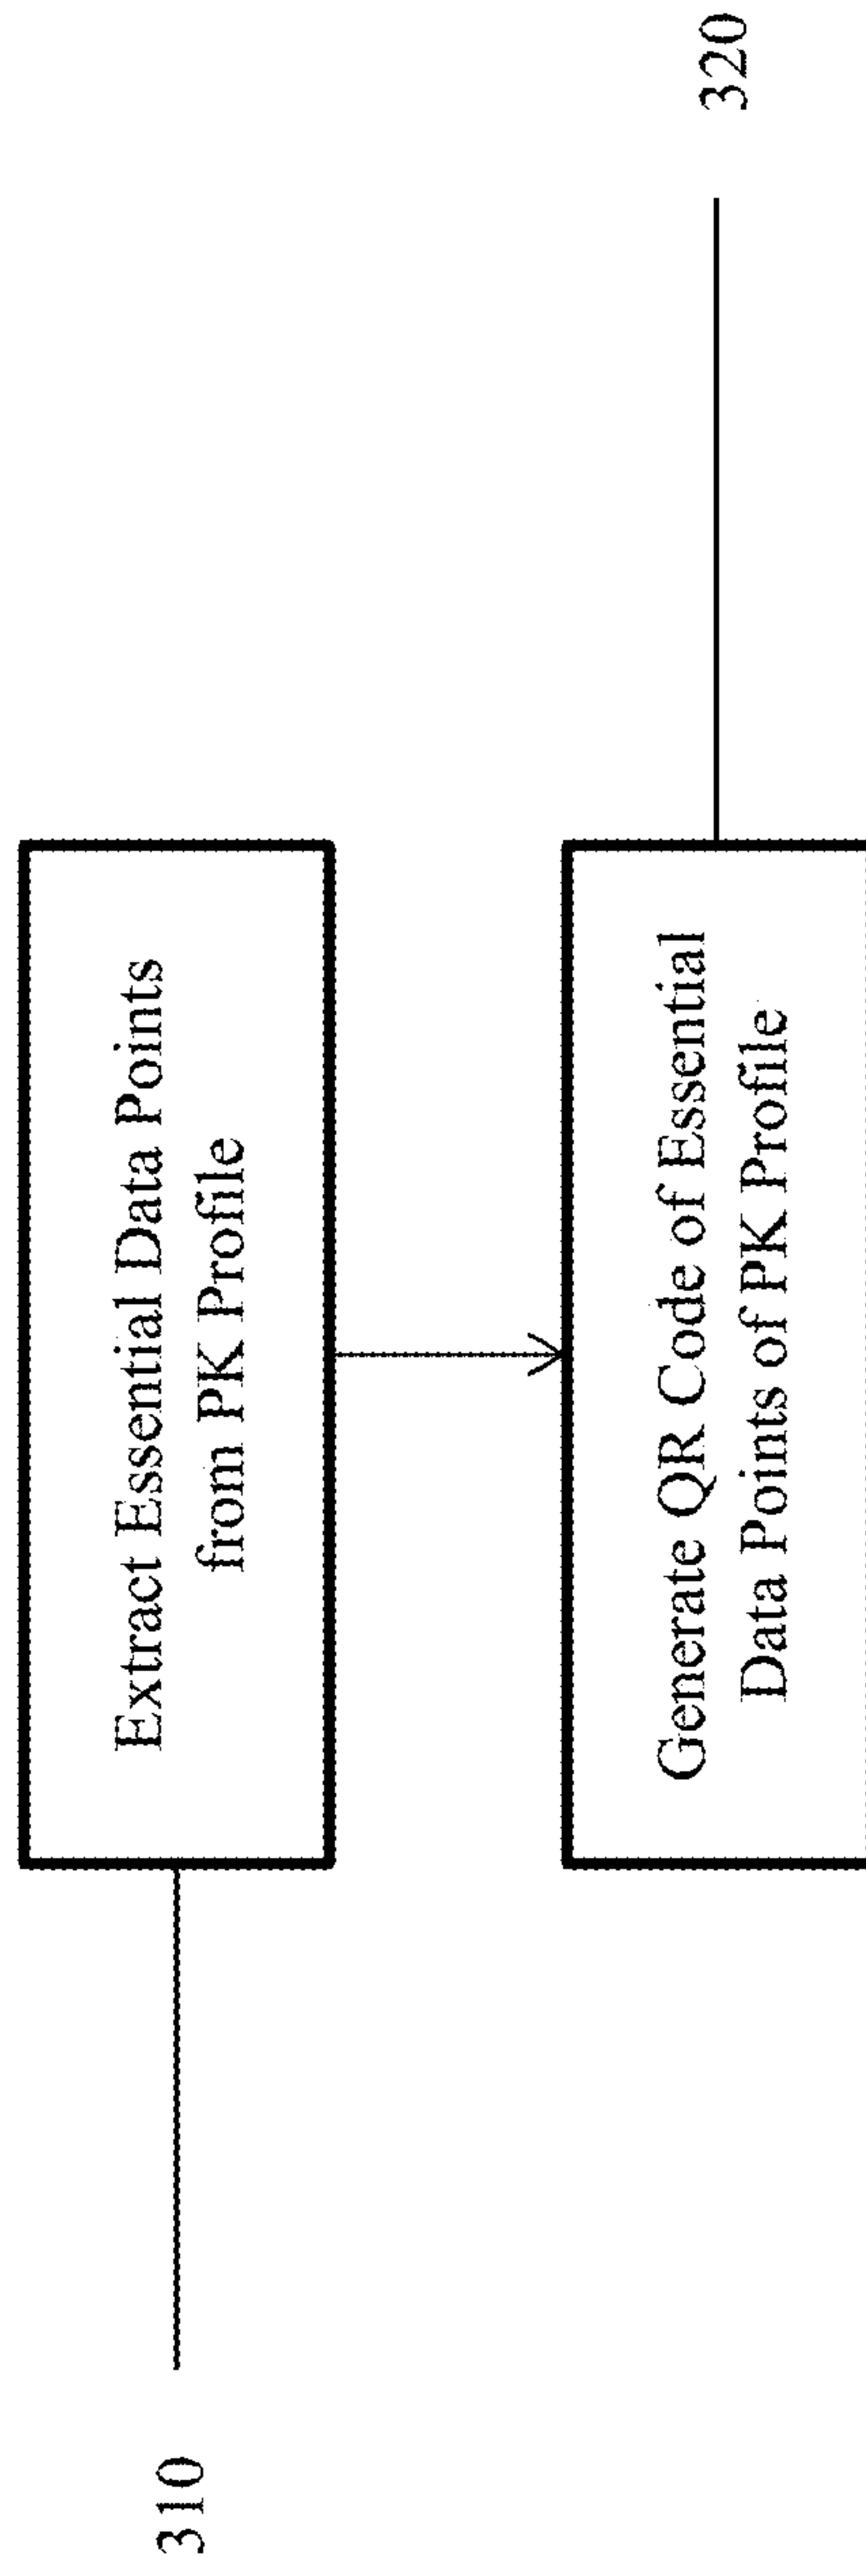 310
Extract Essential Data Points
from PK Profile
Generate QR Code of Essential
Data Points of PK Profile
320